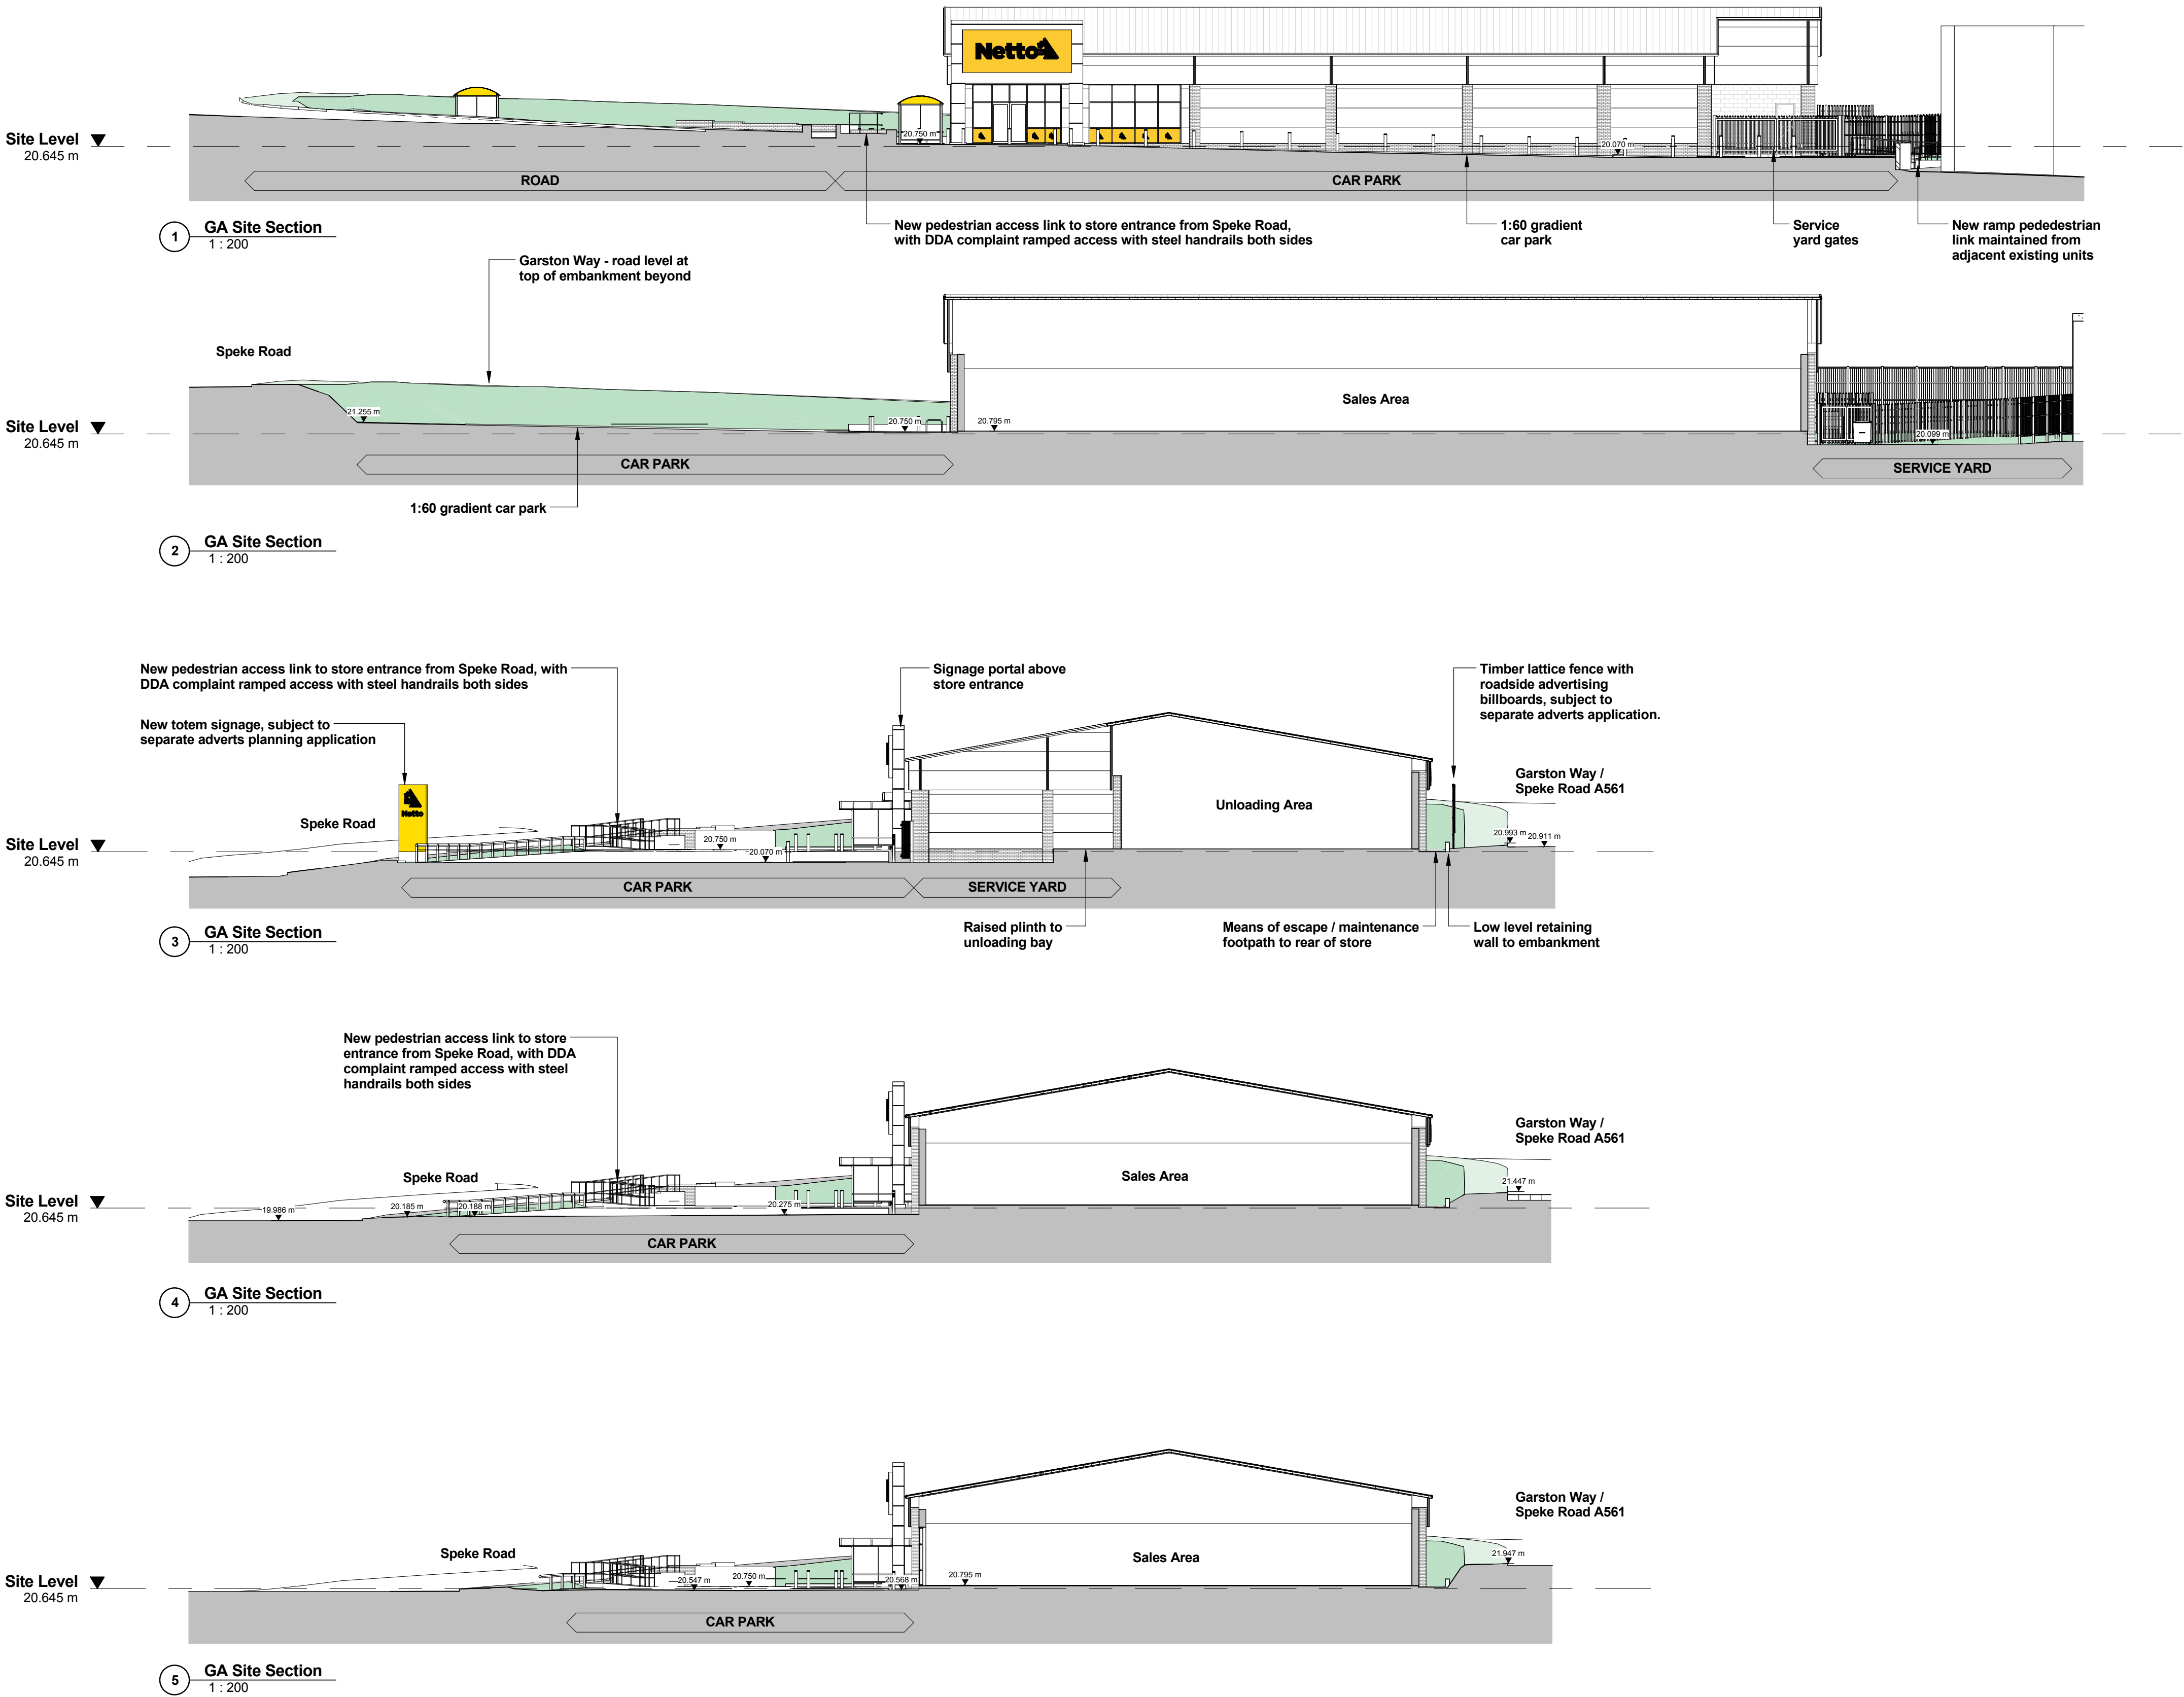 Netto
Site Level
20.645 m
20.750 m
20.070 m
ROAD
CAR PARK
1
GA Site Section
1 : 200
New pedestrian access link to store entrance from Speke Road,
with DDA complaint ramped access with steel handrails both sides
1:60 gradient
car park
Service
yard gates
New ramp pededestrian
link maintained from
adjacent existing units
Garston Way - road level at
top of embankment beyond
Speke Road
Sales Area
21.255 m
20.750 m
20.795 m
Site Level
20.645 m
20.099 m
CAR PARK
SERVICE YARD
1:60 gradient car park
2
GA Site Section
1 : 200
New pedestrian access link to store entrance from Speke Road, with
DDA complaint ramped access with steel handrails both sides
Signage portal above
store entrance
Timber lattice fence with
roadside advertising
billboards, subject to
separate adverts application.
New totem signage, subject to
separate adverts planning application
Garston Way /
Speke Road A561
Netto
Unloading Area
Speke Road
20.750 m
20.070 m
20.993 m
20.911 m
Site Level
20.645 m
CAR PARK
SERVICE YARD
Raised plinth to
unloading bay
Means of escape / maintenance
footpath to rear of store
Low level retaining
wall to embankment
3
GA Site Section
1 : 200
New pedestrian access link to store
entrance from Speke Road, with DDA
complaint ramped access with steel
handrails both sides
Garston Way /
Speke Road A561
Speke Road
Sales Area
21.447 m
Site Level
20.645 m
19.986 m
20.185 m
20.188 m
20.275 m
CAR PARK
4
GA Site Section
1 : 200
Garston Way /
Speke Road A561
Speke Road
Sales Area
21.947 m
Site Level
20.645 m
20.547 m
20.750 m
20.568 m
20.795 m
CAR PARK
5
GA Site Section
1 : 200